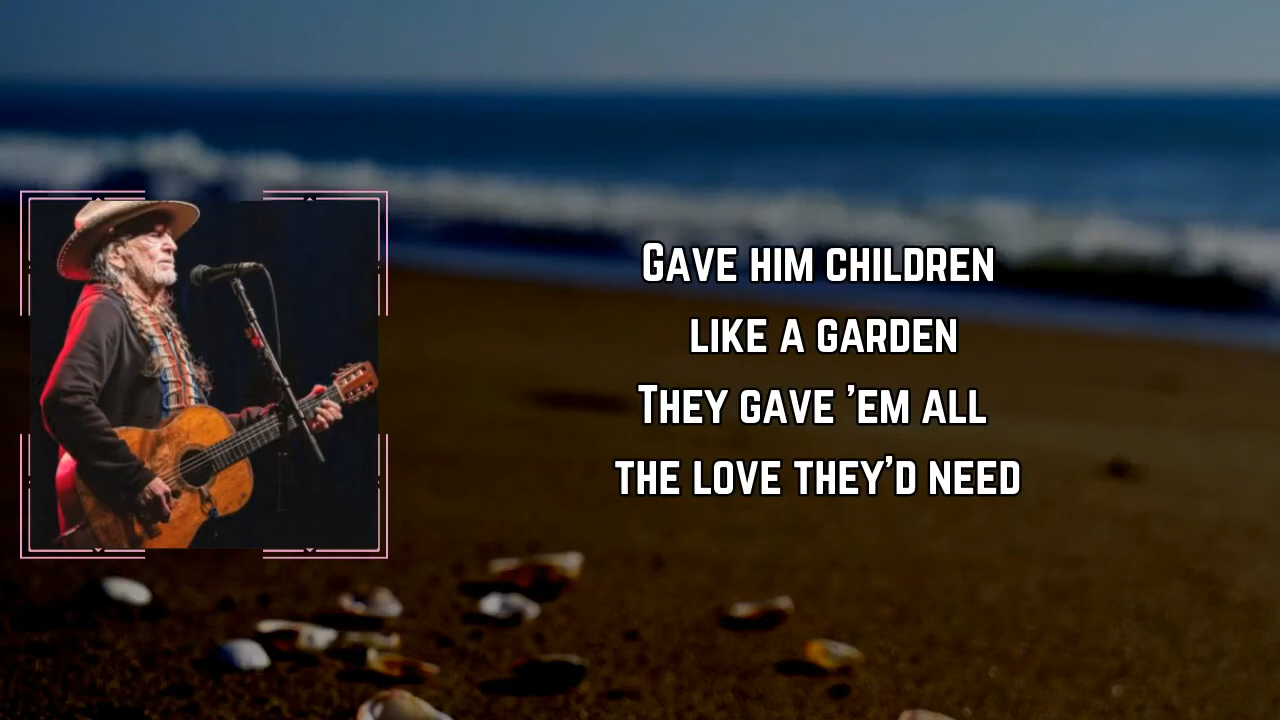 Gave him children
like a garden
They gave 'em all
the love they'd need